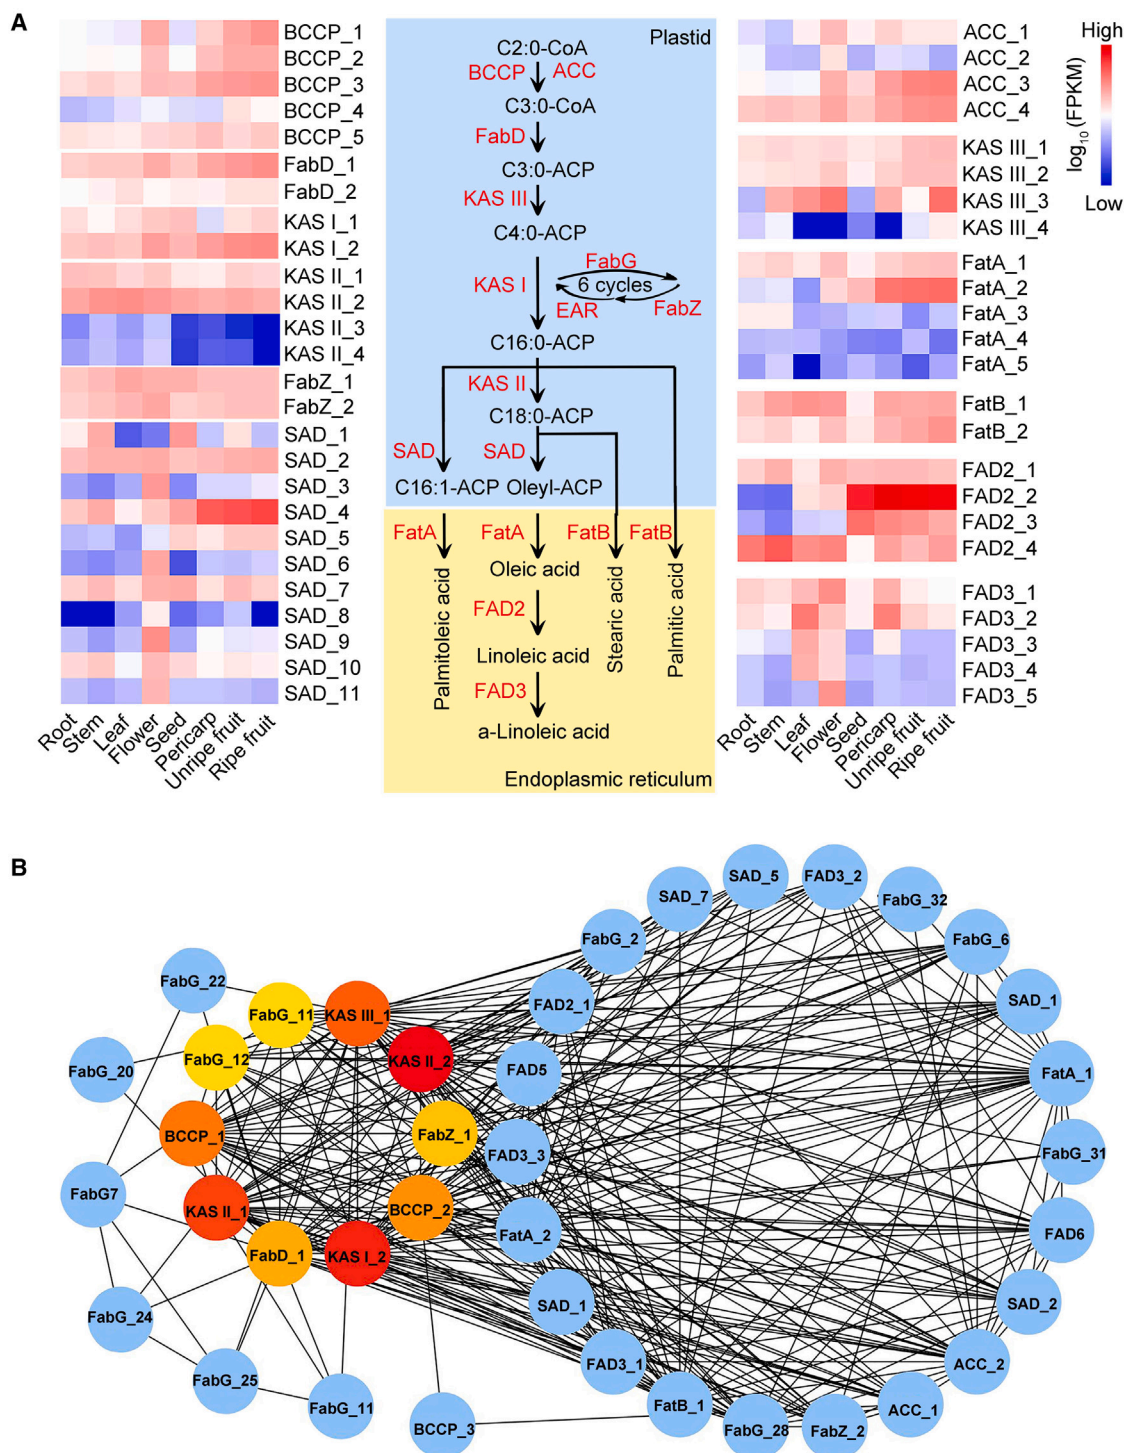 A
BCCP_1
BCCP_2
BCCP_3
BCCP_4
BCCP_5
FabD_1
FabD_2
KAS I_1
KAS I_2
KAS II_1
KAS II_2
KAS II_3
KAS II_4
FabZ_1
FabZ_2
SAD_1
SAD_2
SAD_3
SAD_4
SAD_5
SAD_6
SAD_7
SAD_8
SAD_9
SAD_10
SAD_11
Root
Stem
Leaf
Flower
Seed
Pericarp
Unripe fruit
Ripe fruit
Plastid
C2:0-CoA
BCCP ACC
C3:0-CoA
FabD
C3:0-ACP
KAS III
C4:0-ACP
FabG
KAS I
6 cycles
EAR
FabZ
C16:0-ACP
KAS II
C18:0-ACP
SAD SAD
C16:1-ACP Oleyl-ACP
FatA FatA FatB FatB
Oleic acid
Palmitoleic acid
Stearic acid
Palmitic acid
FAD2
Linoleic acid
FAD3
a-Linoleic acid
Endoplasmic reticulum
ACC_1
ACC_2
ACC_3
ACC_4
KAS III_1
KAS III_2
KAS III_3
KAS III_4
FatA_1
FatA_2
FatA_3
FatA_4
FatA_5
FatB_1
FatB_2
FAD2_1
FAD2_2
FAD2_3
FAD2_4
FAD3_1
FAD3_2
FAD3_3
FAD3_4
FAD3_5
Root
Stem
Leaf
Flower
Seed
Pericarp
Unripe fruit
Ripe fruit
High
log10 (FPKM)
Low
B
SAD_5
FAD3_2
SAD_7
FabG_32
FabG_2
FabG_6
FabG_22
FAD2_1
SAD_1
FabG_11
KAS III_1
FabG_12
KAS II_2
FabG_20
FAD5
FatA_1
BCCP_1
FabZ_1
FAD3_3
FabG_31
FabG7
KAS II_1
BCCP_2
FatA_2
FAD6
FabD_1
KAS I_2
SAD_1
SAD_2
FabG_24
FAD3_1
ACC_2
FabG_25
FabG_11
FatB_1
ACC_1
BCCP_3
FabG_28
FabZ_2